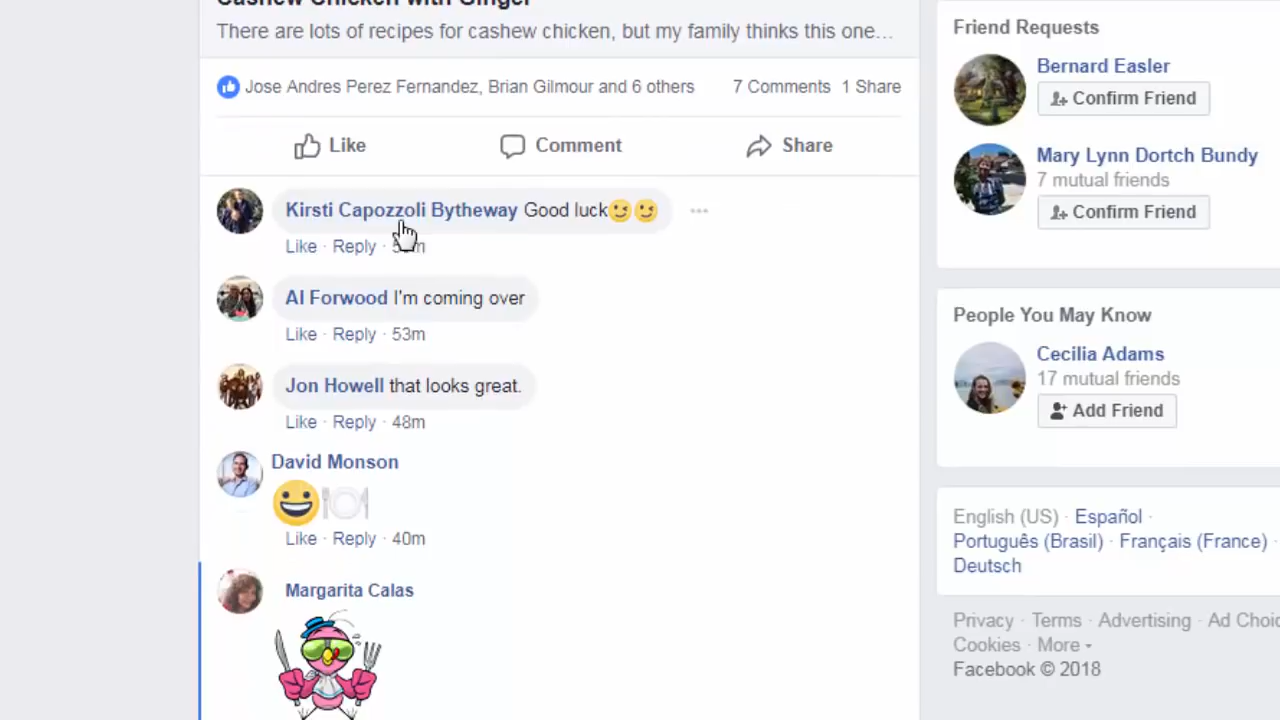 Cashew Chicken with Ginger
There are lots of recipes for cashew chicken, but my family thinks this one…
Jose Andres Perez Fernandez, Brian Gilmour and 6 others 7 Comments 1 Share
Like Comment Share
Kirsti Capozzoli Bytheway Good luck😉😉
Like · Reply ·
Al Forwood I'm coming over
Like · Reply · 53m
Jon Howell that looks great.
Like · Reply · 48m
David Monson
😀🍽
Like · Reply · 40m
Margarita Calas
Friend Requests
Bernard Easler
Confirm Friend
Mary Lynn Dortch Bundy
7 mutual friends
Confirm Friend
People You May Know
Cecilia Adams
17 mutual friends
Add Friend
English (US) · Español ·
Português (Brasil) · Français (France) ·
Deutsch
Privacy · Terms · Advertising · Ad Choic
Cookies · More
Facebook © 2018